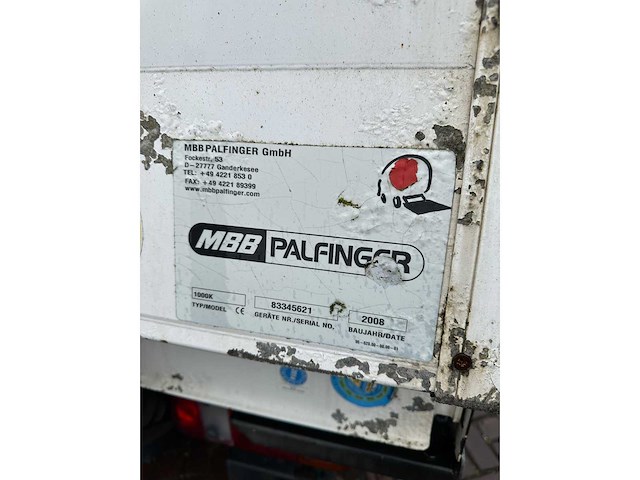 MBB PALFINGER GmbH
Fockestr. 53
D-27777 Ganderkesee
TEL: +49 4221 853 0
FAX: +49 4221 89399
www.mbbpalfinger.com
MBB PALFINGER
1000K 83345621 2008
TYP/MODEL CE GERÄTE NR./SERIAL NO. BAUJAHR/DATE